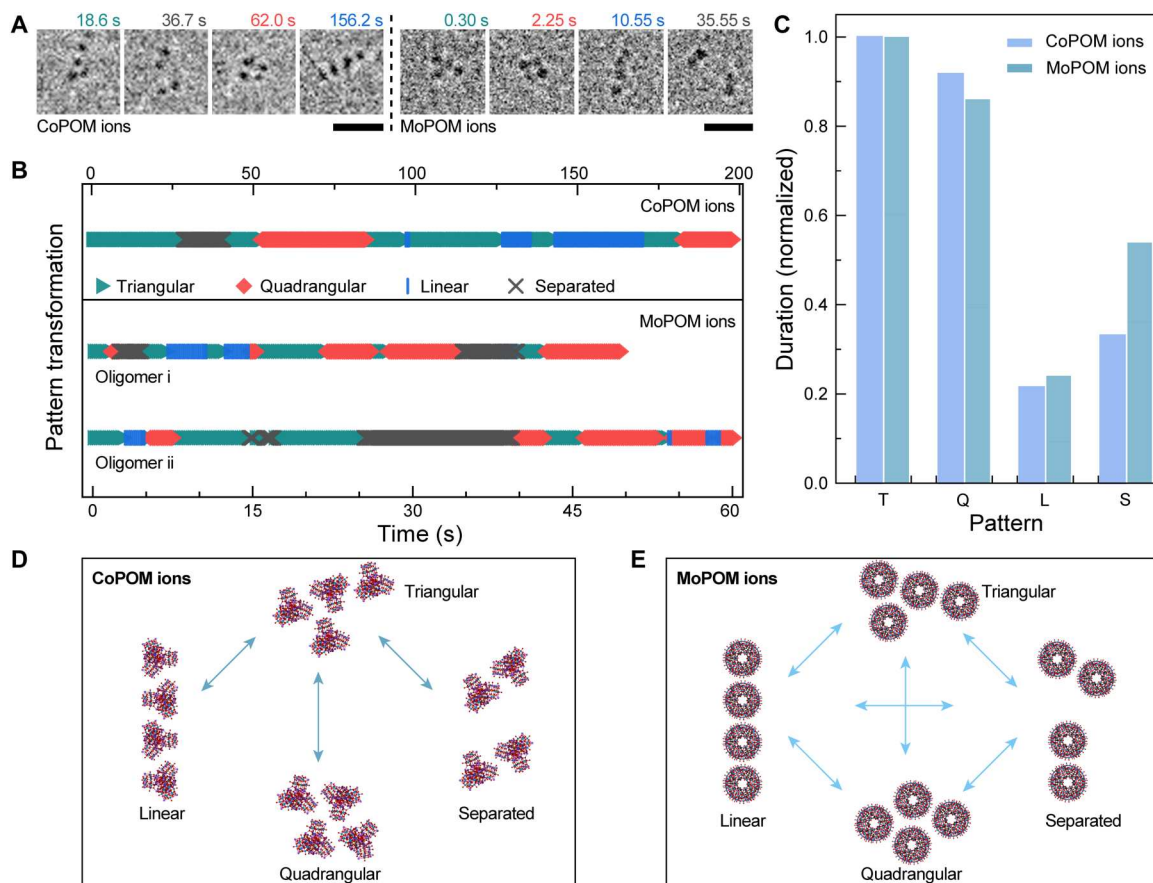 A
18.6 s 36.7 s 62.0 s 156.2 s 0.30 s 2.25 s 10.55 s 35.55 s
CoPOM ions MoPOM ions
B
0 50 100 150 200
CoPOM ions
Triangular Quadrangular Linear Separated
MoPOM ions
Oligomer i
Oligomer ii
0 15 30 45 60
Time (s)
Pattern transformation
C
CoPOM ions
MoPOM ions
1.0
0.8
0.6
0.4
0.2
0.0
T Q L S
Pattern
Duration (normalized)
D
CoPOM ions
Triangular
Linear Separated
Quadrangular
E
MoPOM ions
Triangular
Linear Separated
Quadrangular